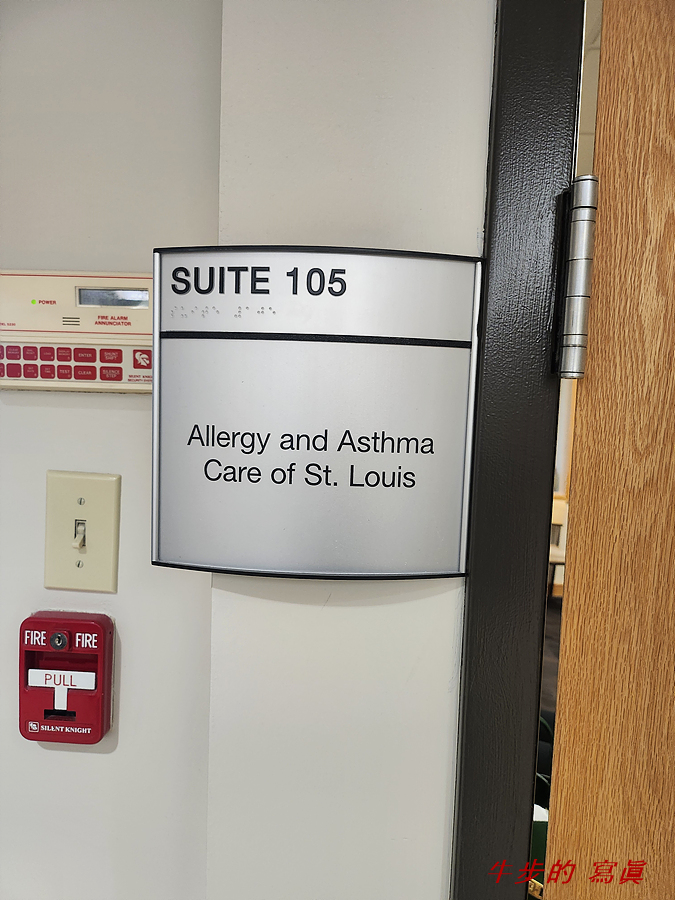 SUITE 105
Allergy and Asthma
Care of St. Louis
POWER
FIRE ALARM
ANNUNCIATOR
ENTER
TEST
CLEAR
SILENCE
FIRE FIRE
PULL
SILENT KNIGHT
牛步的 寫眞